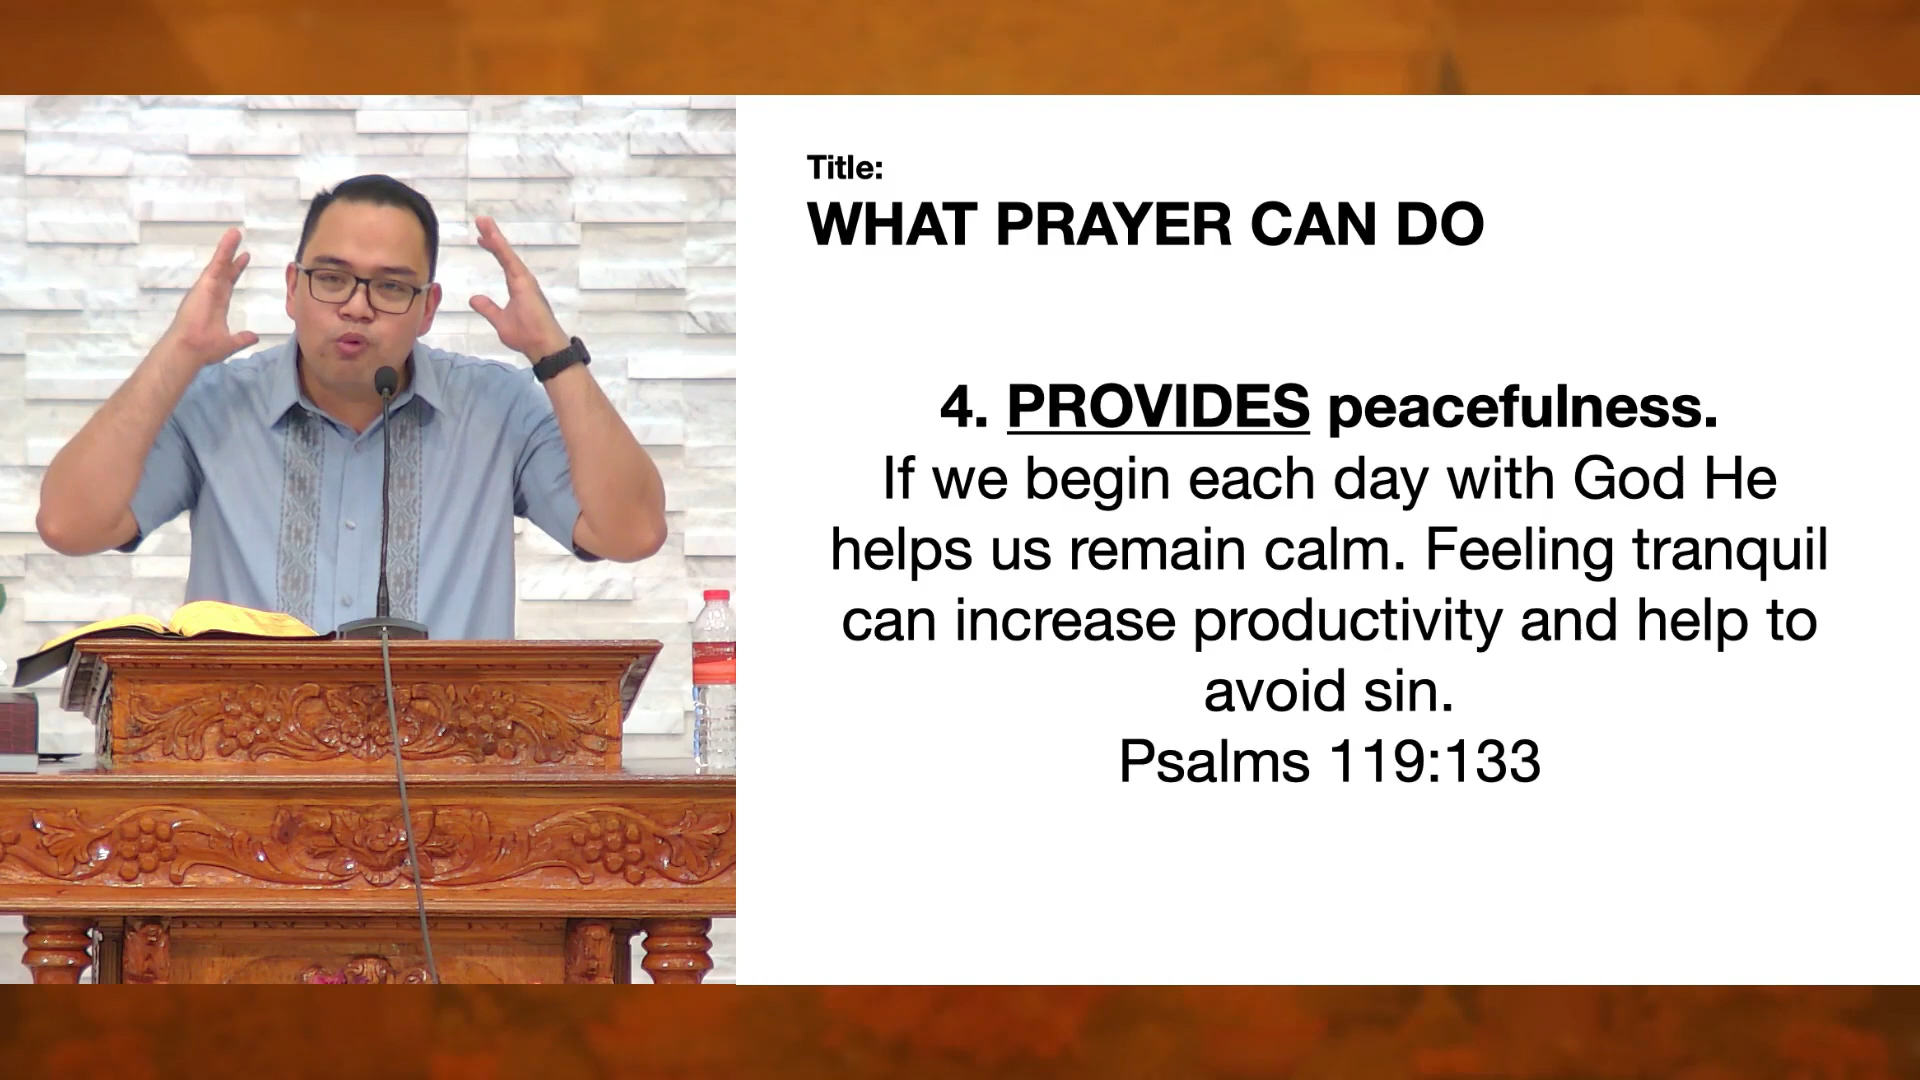 Title:
WHAT PRAYER CAN DO
4. PROVIDES peacefulness.
If we begin each day with God He
helps us remain calm. Feeling tranquil
can increase productivity and help to
avoid sin.
Psalms 119:133